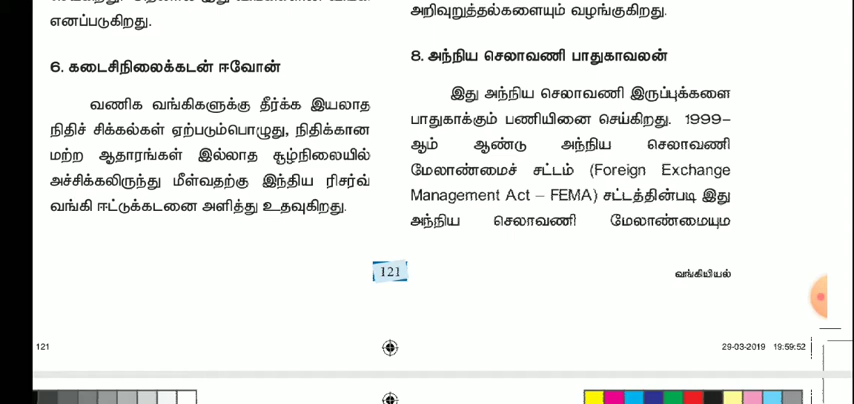 எனப்படுகிறது.
6. கடைசிநிலைக்கடன் ஈவோன்
வணிக வங்கிகளுக்கு தீர்க்க இயலாத
நிதிச் சிக்கல்கள் ஏற்படும்பொழுது, நிதிக்கான
மற்ற ஆதாரங்கள் இல்லாத சூழ்நிலையில்
அச்சிக்கலிருந்து மீள்வதற்கு இந்திய ரிசர்வ்
வங்கி ஈட்டுக்கடனை அளித்து உதவுகிறது.
அறிவுறுத்தல்களையும் வழங்குகிறது.
8. அந்நிய செலாவணி பாதுகாவலன்
இது அந்நிய செலாவணி இருப்புக்களை
பாதுகாக்கும் பணியினை செய்கிறது. 1999–
ஆம் ஆண்டு அந்நிய செலாவணி
மேலாண்மைச் சட்டம் (Foreign Exchange
Management Act – FEMA) சட்டத்தின்படி இது
அந்நிய செலாவணி மேலாண்மையும
121
வங்கியியல்
121
29-03-2019 19:59:52